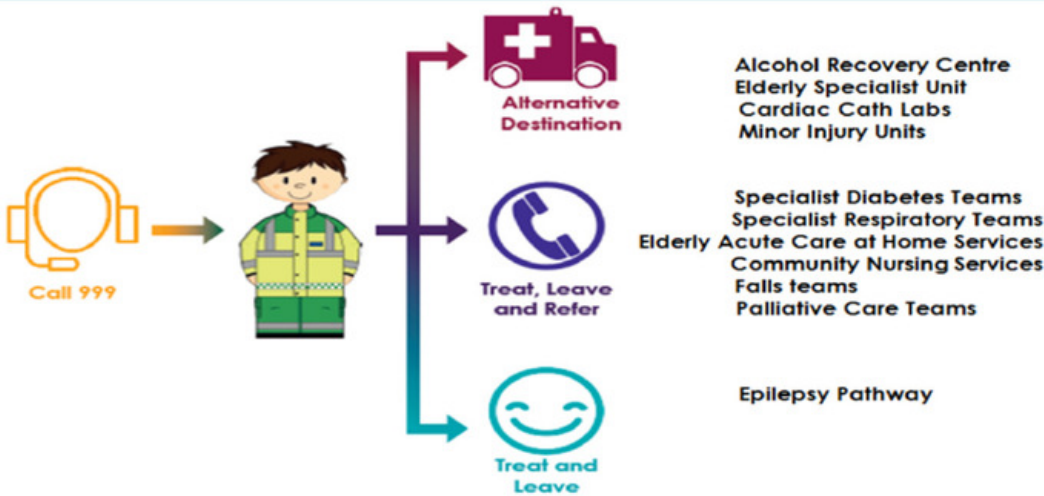 Call 999
Alternative
Destination
Alcohol Recovery Centre
Elderly Specialist Unit
Cardiac Cath Labs
Minor Injury Units
Treat, Leave
and Refer
Specialist Diabetes Teams
Specialist Respiratory Teams
Elderly Acute Care at Home Services
Community Nursing Services
Falls teams
Palliative Care Teams
Treat and
Leave
Epilepsy Pathway